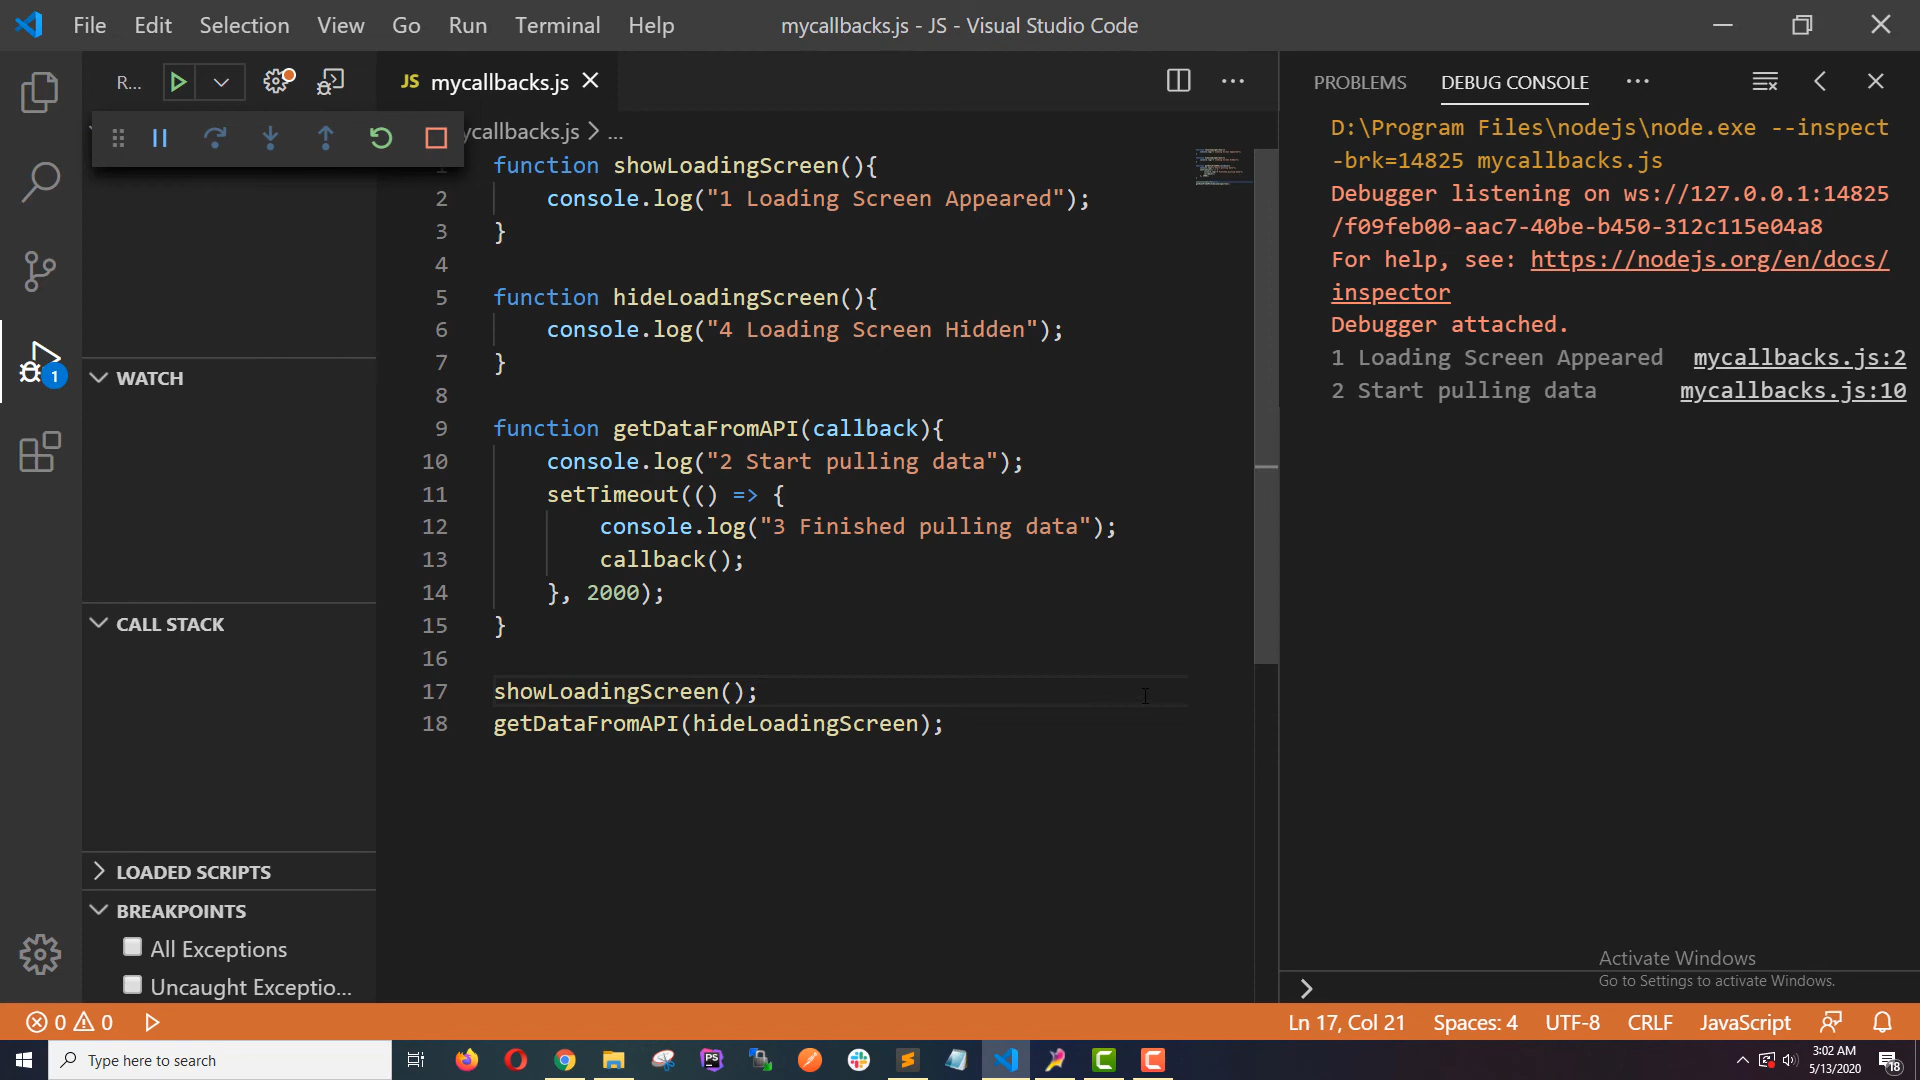 File Edit Selection View Go Run Terminal Help mycallbacks.js - JS - Visual Studio Code
R...
JS mycallbacks.js
ycallbacks.js > ...
1 function showLoadingScreen(){
2 console.log("1 Loading Screen Appeared");
3 }
4
5 function hideLoadingScreen(){
6 console.log("4 Loading Screen Hidden");
7 }
8
9 function getDataFromAPI(callback){
10 console.log("2 Start pulling data");
11 setTimeout(() => {
12 console.log("3 Finished pulling data");
13 callback();
14 }, 2000);
15 }
16
17 showLoadingScreen();
18 getDataFromAPI(hideLoadingScreen);
1
WATCH
CALL STACK
LOADED SCRIPTS
BREAKPOINTS
All Exceptions
Uncaught Exceptio...
PROBLEMS DEBUG CONSOLE ...
D:\Program Files\nodejs\node.exe --inspect
-brk=14825 mycallbacks.js
Debugger listening on ws://127.0.0.1:14825
/f09feb00-aac7-40be-b450-312c115e04a8
For help, see: https://nodejs.org/en/docs/
inspector
Debugger attached.
1 Loading Screen Appeared mycallbacks.js:2
2 Start pulling data mycallbacks.js:10
Activate Windows
Go to Settings to activate Windows.
0 0 Ln 17, Col 21 Spaces: 4 UTF-8 CRLF JavaScript
Type here to search
PS
3:02 AM
5/13/2020
18